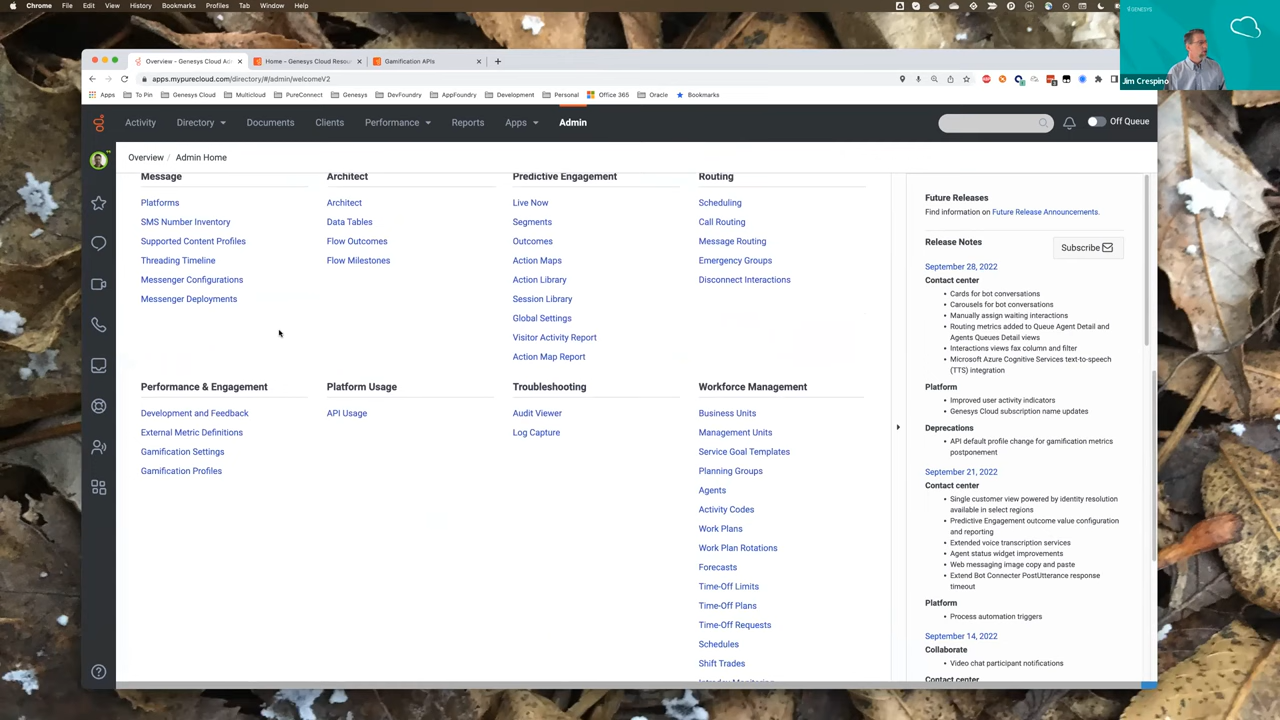 Chrome File Edit View History Bookmarks Profiles Tab Window Help
GENESYS
Jim Crespino
Overview - Genesys Cloud Ad
Home - Genesys Cloud Resou
Gamification APIs
apps.mypurecloud.com/directory/#/admin/welcomeV2
Apps To Pin Genesys Cloud Multicloud PureConnect Genesys DevFoundry AppFoundry Development Personal Office 365 Oracle Bookmarks
Activity Directory Documents Clients Performance Reports Apps Admin Off Queue
Overview / Admin Home
Message
Platforms
SMS Number Inventory
Supported Content Profiles
Threading Timeline
Messenger Configurations
Messenger Deployments
Architect
Architect
Data Tables
Flow Outcomes
Flow Milestones
Predictive Engagement
Live Now
Segments
Outcomes
Action Maps
Action Library
Session Library
Global Settings
Visitor Activity Report
Action Map Report
Routing
Scheduling
Call Routing
Message Routing
Emergency Groups
Disconnect Interactions
Performance & Engagement
Development and Feedback
External Metric Definitions
Gamification Settings
Gamification Profiles
Platform Usage
API Usage
Troubleshooting
Audit Viewer
Log Capture
Workforce Management
Business Units
Management Units
Service Goal Templates
Planning Groups
Agents
Activity Codes
Work Plans
Work Plan Rotations
Forecasts
Time-Off Limits
Time-Off Plans
Time-Off Requests
Schedules
Shift Trades
Intraday Monitoring
Future Releases
Find information on Future Release Announcements.
Release Notes
Subscribe
September 28, 2022
Contact center
• Cards for bot conversations
• Carousels for bot conversations
• Manually assign waiting interactions
• Routing metrics added to Queue Agent Detail and
Agents Queues Detail views
• Interactions views fax column and filter
• Microsoft Azure Cognitive Services text-to-speech
(TTS) integration
Platform
• Improved user activity indicators
• Genesys Cloud subscription name updates
Deprecations
• API default profile change for gamification metrics
postponement
September 21, 2022
Contact center
• Single customer view powered by identity resolution
available in select regions
• Predictive Engagement outcome value configuration
and reporting
• Extended voice transcription services
• Agent status widget improvements
• Web messaging image copy and paste
• Extend Bot Connecter PostUtterance response
timeout
Platform
• Process automation triggers
September 14, 2022
Collaborate
• Video chat participant notifications
Contact center